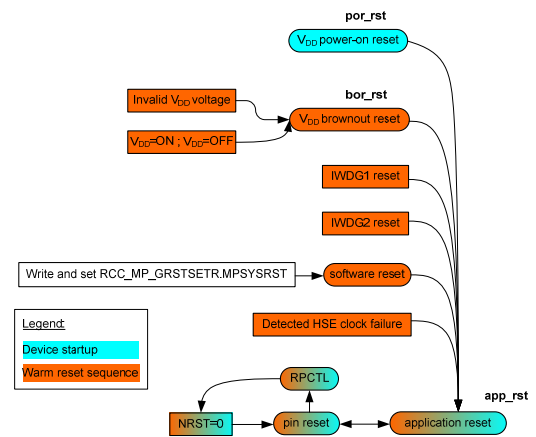 por_rst
VDD power-on reset
bor_rst
Invalid VDD voltage
VDD brownout reset
VDD=ON ; VDD=OFF
IWDG1 reset
IWDG2 reset
Write and set RCC_MP_GRSTSETR.MPSYSRST
software reset
Detected HSE clock failure
Legend:
Device startup
Warm reset sequence
RPCTL
app_rst
NRST=0
pin reset
application reset